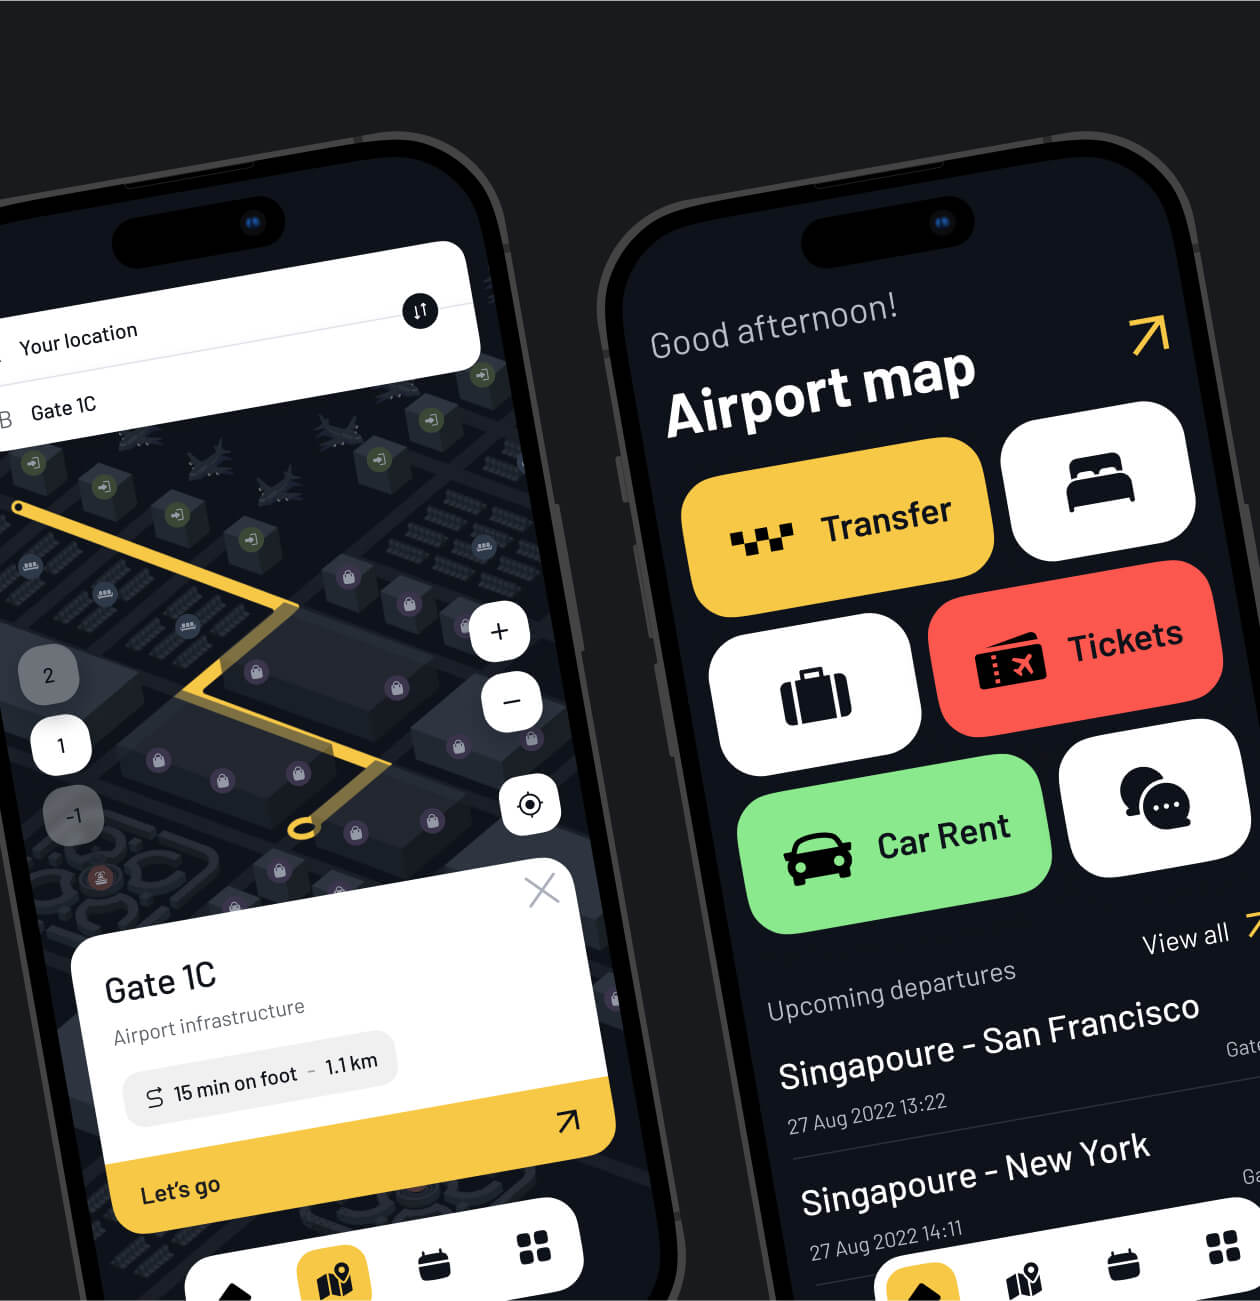 Your location
B Gate 1C
2
1
-1
Gate 1C
Airport infrastructure
15 min on foot - 1.1 km
Let's go
Good afternoon!
Airport map
Transfer
Tickets
Car Rent
View all
Upcoming departures
Singapoure - San Francisco
27 Aug 2022 13:22
Singapoure - New York
27 Aug 2022 14:11